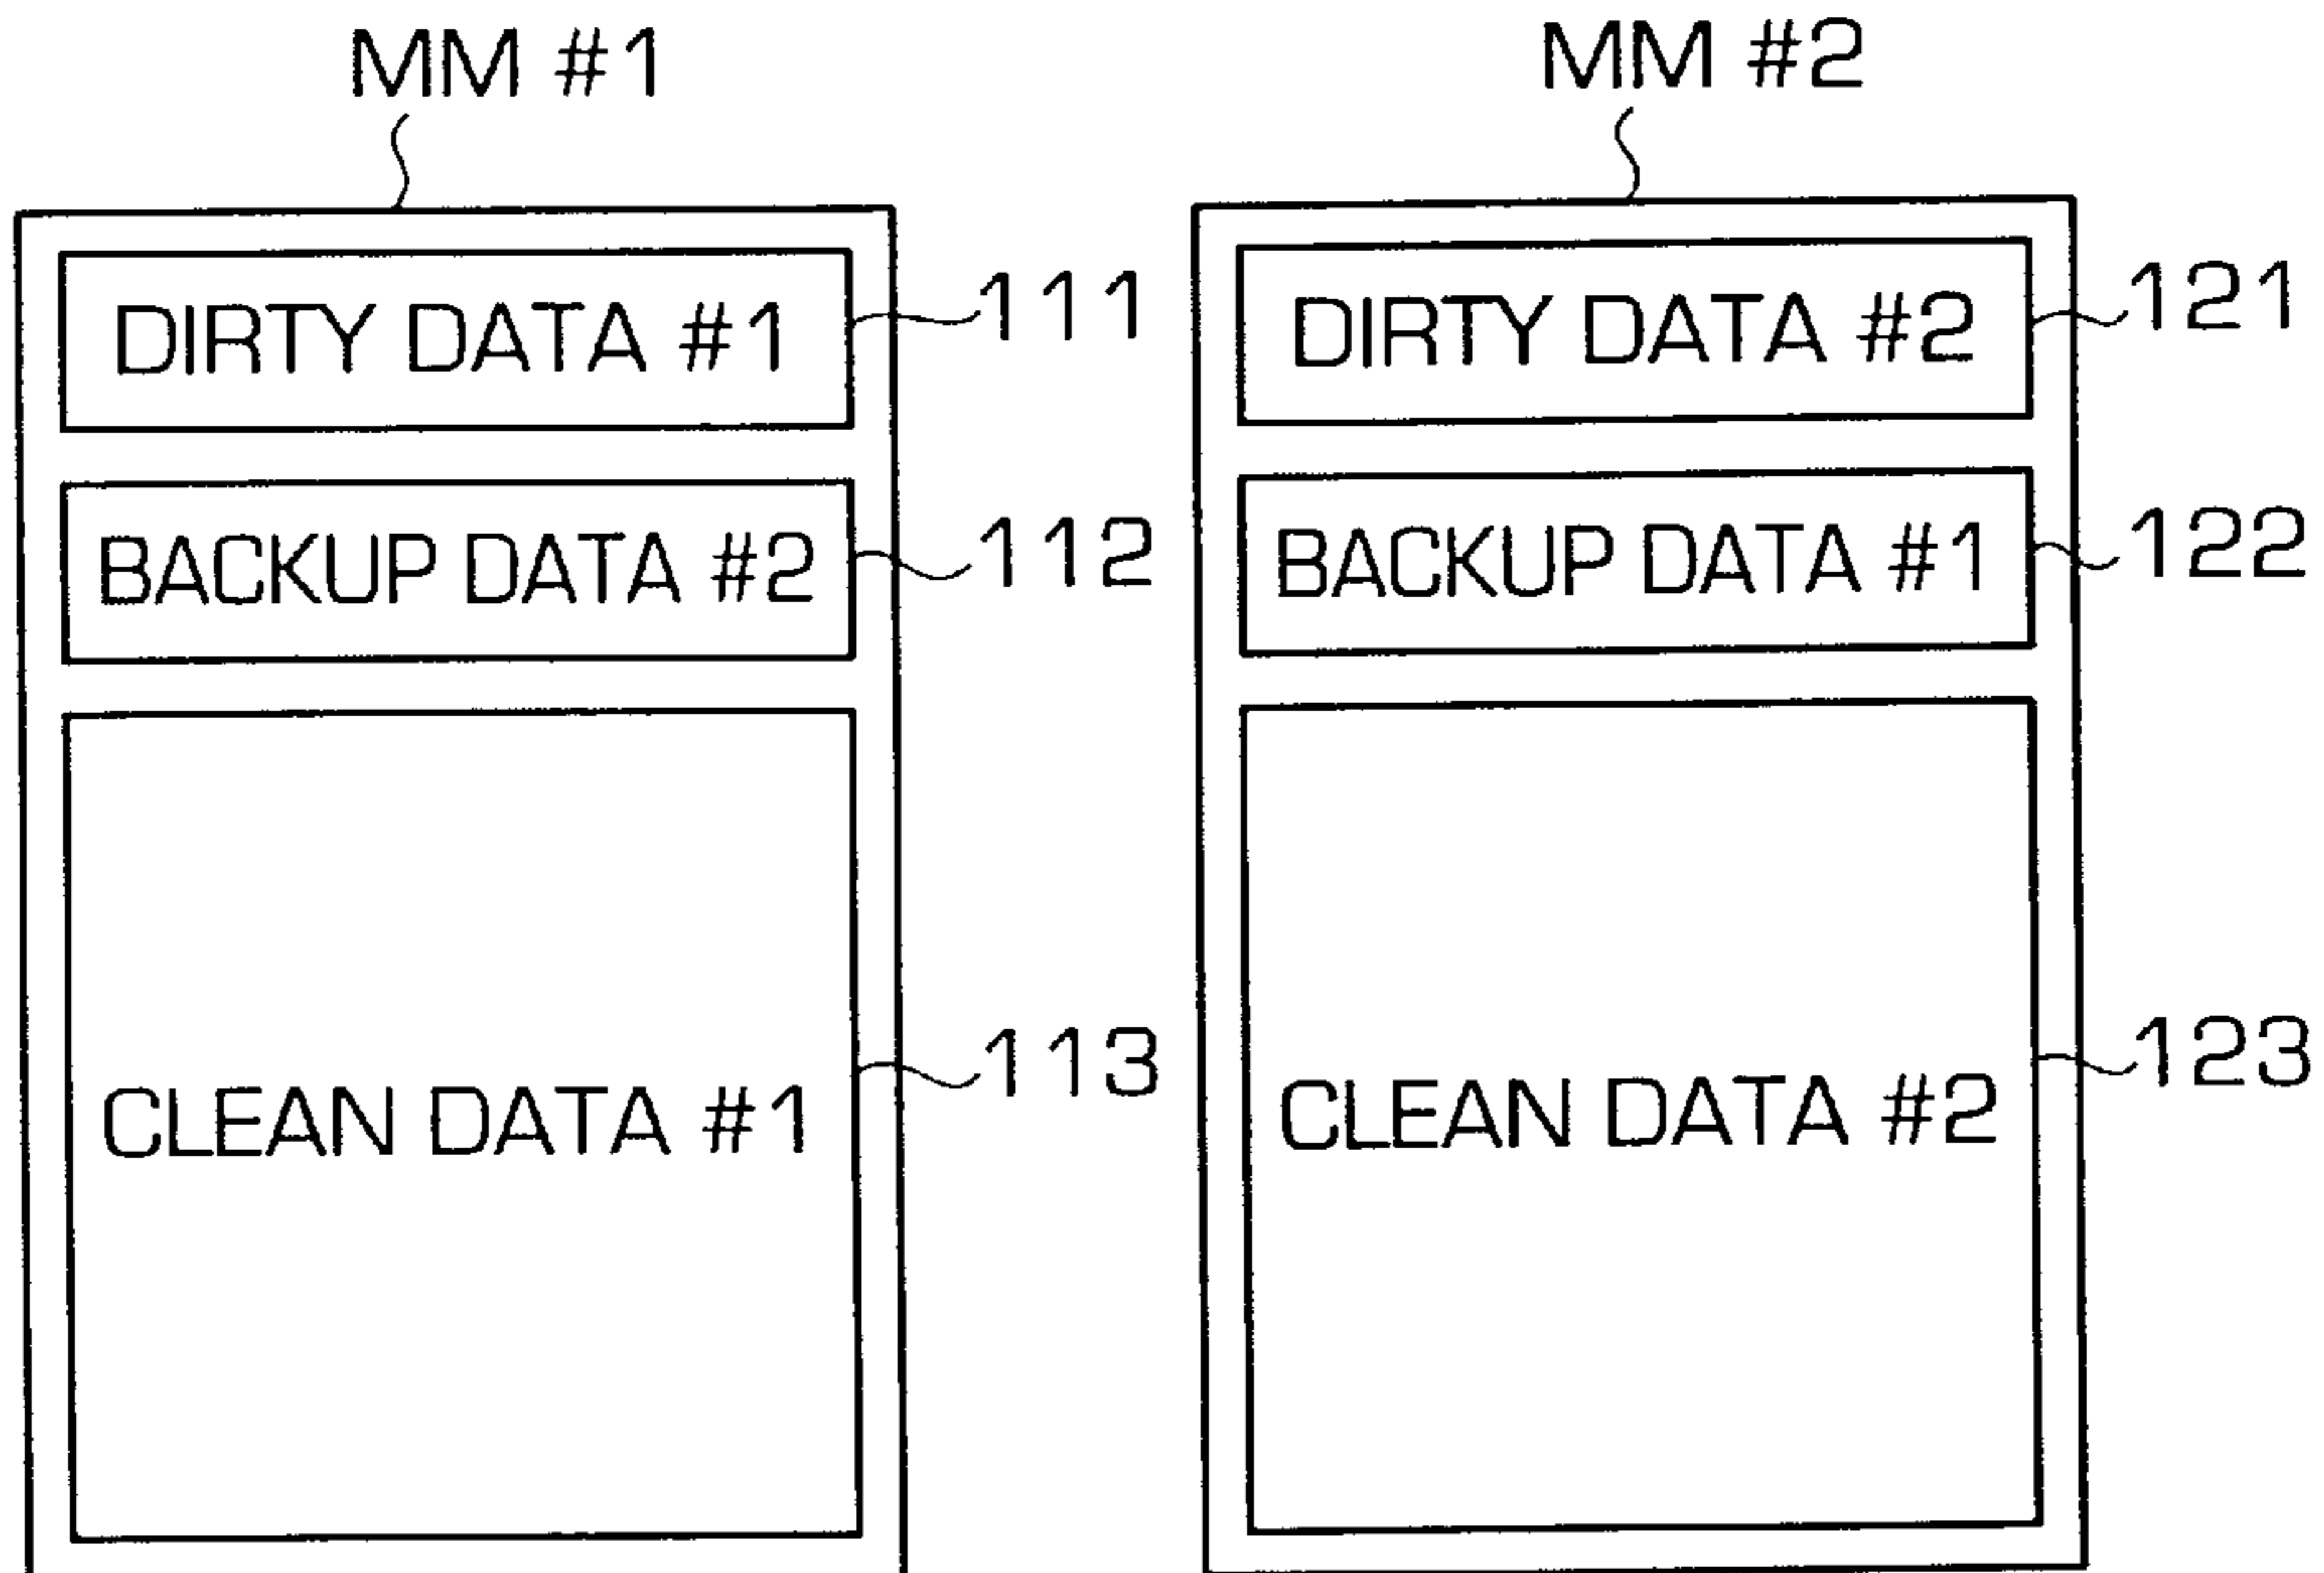 MM #1
DIRTY DATA #1
111
BACKUP DATA #2
112
CLEAN DATA #1
113
MM #2
DIRTY DATA #2
121
BACKUP DATA #1
122
CLEAN DATA #2
123